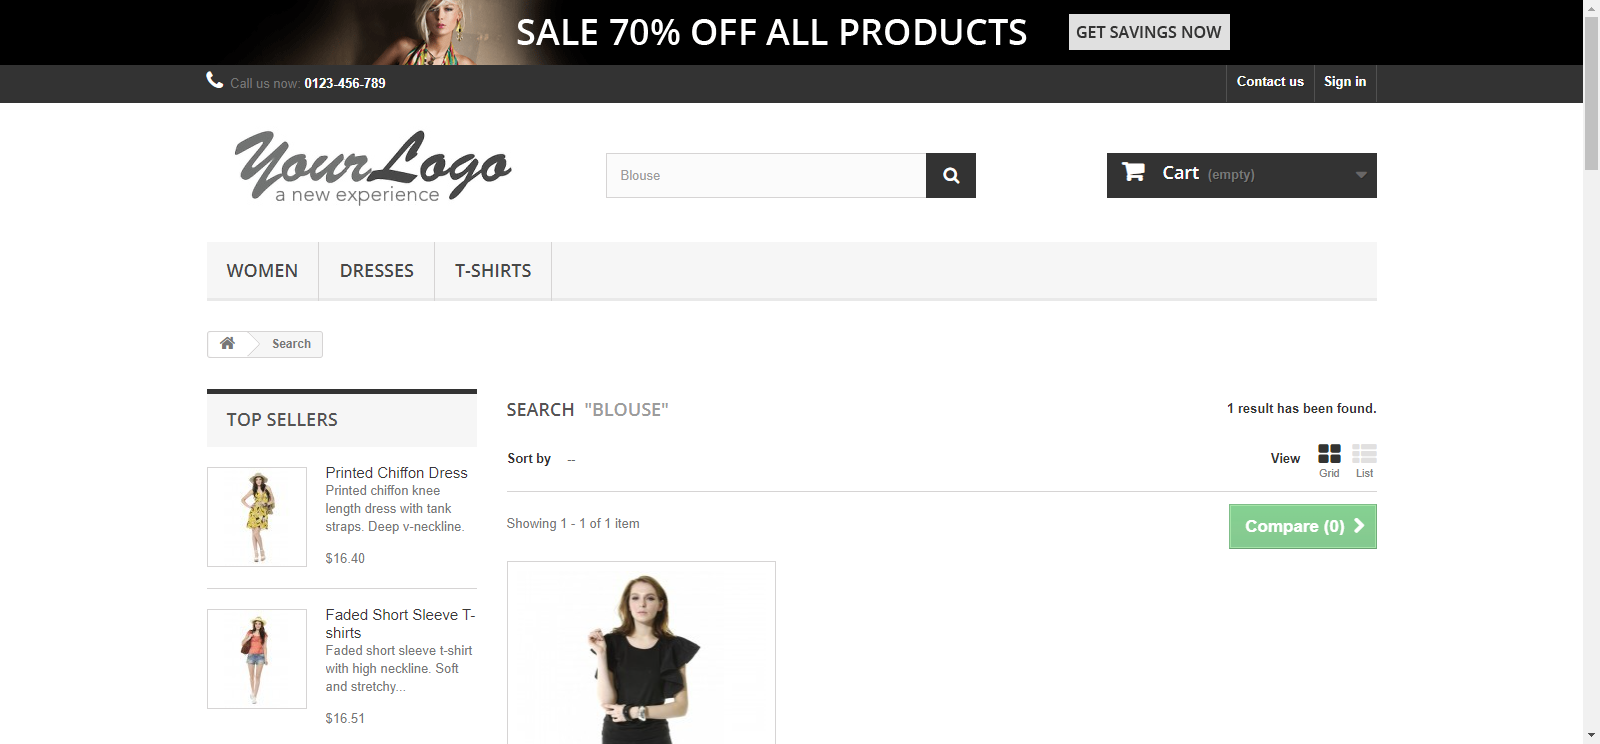 SALE 70% OFF ALL PRODUCTS
GET SAVINGS NOW
Call us now: 0123-456-789
Contact us
Sign in
YourLogo
a new experience
Blouse
Cart (empty)
WOMEN
DRESSES
T-SHIRTS
Search
TOP SELLERS
Printed Chiffon Dress
Printed chiffon knee
length dress with tank
straps. Deep v-neckline.
$16.40
Faded Short Sleeve T-
shirts
Faded short sleeve t-shirt
with high neckline. Soft
and stretchy...
$16.51
SEARCH "BLOUSE"
1 result has been found.
Sort by --
View
Grid
List
Showing 1 - 1 of 1 item
Compare (0)